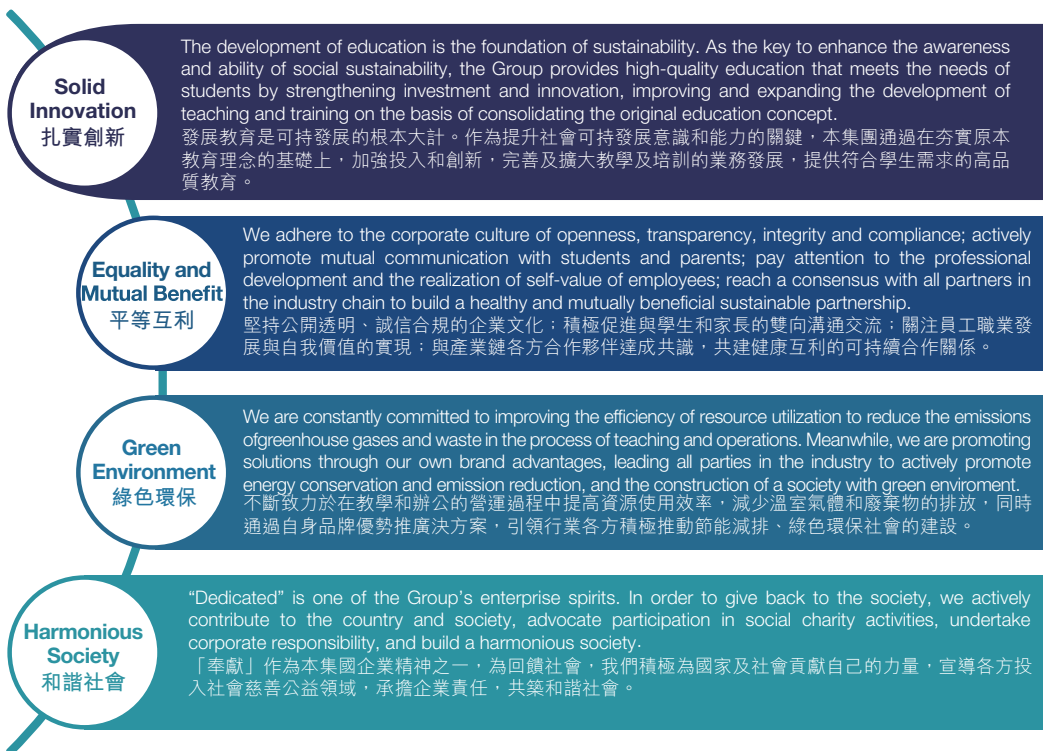 Solid
Innovation
扎實創新
The development of education is the foundation of sustainability. As the key to enhance the awareness
and ability of social sustainability, the Group provides high-quality education that meets the needs of
students by strengthening investment and innovation, improving and expanding the development of
teaching and training on the basis of consolidating the original education concept.
發展教育是可持發展的根本大計。作為提升社會可持發展意識和能力的關鍵，本集團通過在夯實原本
教育理念的基礎上，加強投入和創新，完善及擴大教學及培訓的業務發展，提供符合學生需求的高品
質教育。
Equality and
Mutual Benefit
平等互利
We adhere to the corporate culture of openness, transparency, integrity and compliance; actively
promote mutual communication with students and parents; pay attention to the professional
development and the realization of self-value of employees; reach a consensus with all partners in
the industry chain to build a healthy and mutually beneficial sustainable partnership.
堅持公開透明、誠信合規的企業文化；積極促進與學生和家長的雙向溝通交流；關注員工職業發
展與自我價值的實現；與產業鏈各方合作夥伴達成共識，共建健康互利的可持續合作關係。
Green
Environment
綠色環保
We are constantly committed to improving the efficiency of resource utilization to reduce the emissions
ofgreenhouse gases and waste in the process of teaching and operations. Meanwhile, we are promoting
solutions through our own brand advantages, leading all parties in the industry to actively promote
energy conservation and emission reduction, and the construction of a society with green enviroment.
不斷致力於在教學和辦公的營運過程中提高資源使用效率，減少溫室氣體和廢棄物的排放，同時
通過自身品牌優勢推廣決方案，引領行業各方積極推動節能減排、綠色環保社會的建設。
Harmonious
Society
和諧社會
“Dedicated” is one of the Group’s enterprise spirits. In order to give back to the society, we actively
contribute to the country and society, advocate participation in social charity activities, undertake
corporate responsibility, and build a harmonious society.
「奉獻」作為本集國企業精神之一，為回饋社會，我們積極為國家及社會貢獻自己的力量，宣導各方投
入社會慈善公益領域，承擔企業責任，共築和諧社會。